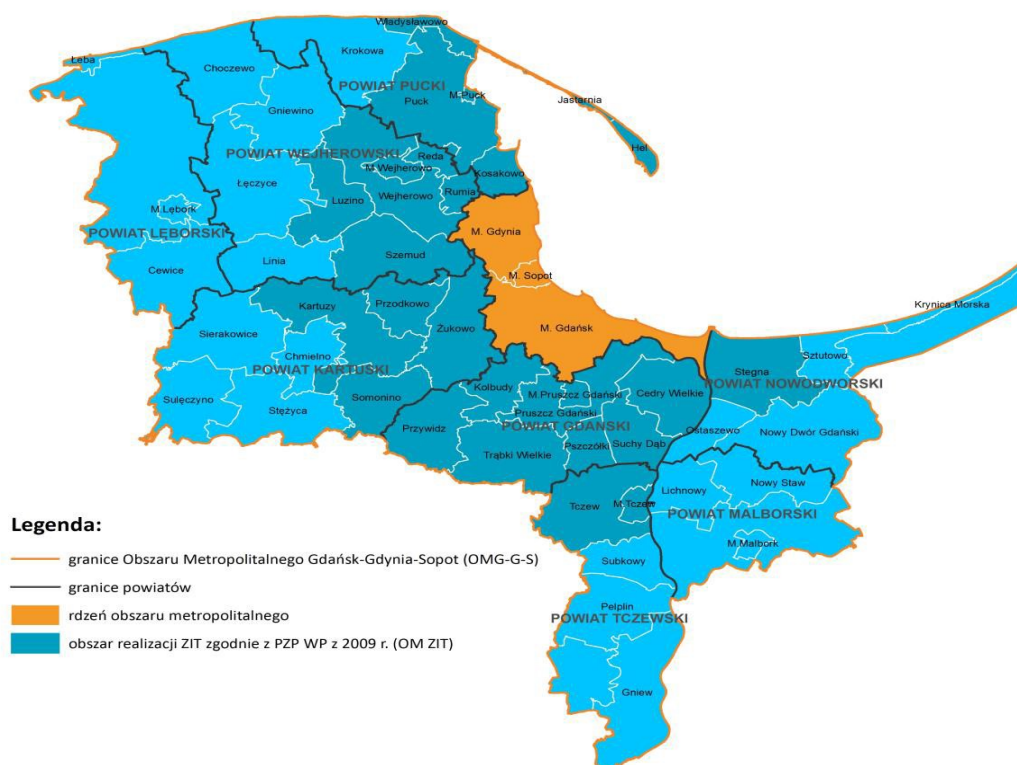 Władysławowo
Łeba
Krokowa
Choczewo
POWIAT PUCKI
Puck
M.Puck
Jastarnia
Gniewino
Hel
POWIAT WEJHEROWSKI
Reda
M.Wejherowo
Kosakowo
Łęczyce
Wejherowo
Rumia
Luzino
M.Lębork
POWIAT LĘBORSKI
M. Gdynia
Cewice
Linia
Szemud
M. Sopot
Krynica Morska
Kartuzy
Przodkowo
Sierakowice
Żukowo
M. Gdańsk
Chmielno
Sztutowo
POWIAT KARTUSKI
Stegna
POWIAT NOWODWORSKI
Kolbudy
M.Pruszcz Gdański
Cedry Wielkie
Sulęczyno
Somonino
Stężyca
Pruszcz Gdański
POWIAT GDAŃSKI
Przywidz
Ostaszewo
Nowy Dwór Gdański
Pszczółki
Suchy Dąb
Trąbki Wielkie
Nowy Staw
Lichnowy
Tczew
M.Tczew
POWIAT MALBORSKI
M.Malbork
Subkowy
Pelplin
POWIAT TCZEWSKI
Gniew
Legenda:
granice Obszaru Metropolitalnego Gdańsk-Gdynia-Sopot (OMG-G-S)
granice powiatów
rdzeń obszaru metropolitalnego
obszar realizacji ZIT zgodnie z PZP WP z 2009 r. (OM ZIT)